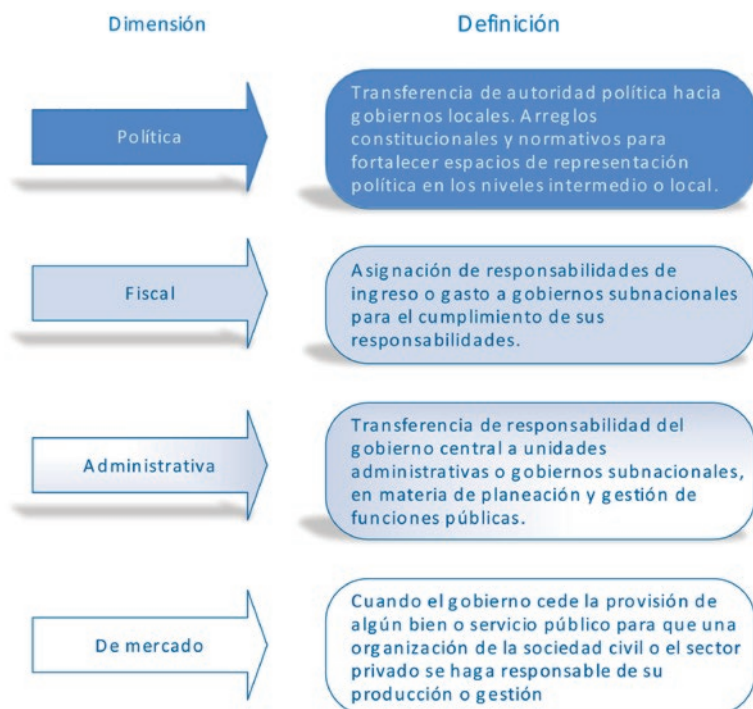 Dimensión
Definición
Política
Transferencia de autoridad política hacia
gobiernos locales. Arreglos
constitucionales y normativos para
fortalecer espacios de representación
política en los niveles intermedio o local.
Fiscal
Asignación de responsabilidades de
ingreso o gasto a gobiernos subnacionales
para el cumplimiento de sus
responsabilidades.
Administrativa
Transferencia de responsabilidad del
gobierno central a unidades
administrativas o gobiernos subnacionales,
en materia de planeación y gestión de
funciones públicas.
De mercado
Cuando el gobierno cede la provisión de
algún bien o servicio público para que una
organización de la sociedad civil o el sector
privado se haga responsable de su
producción o gestión